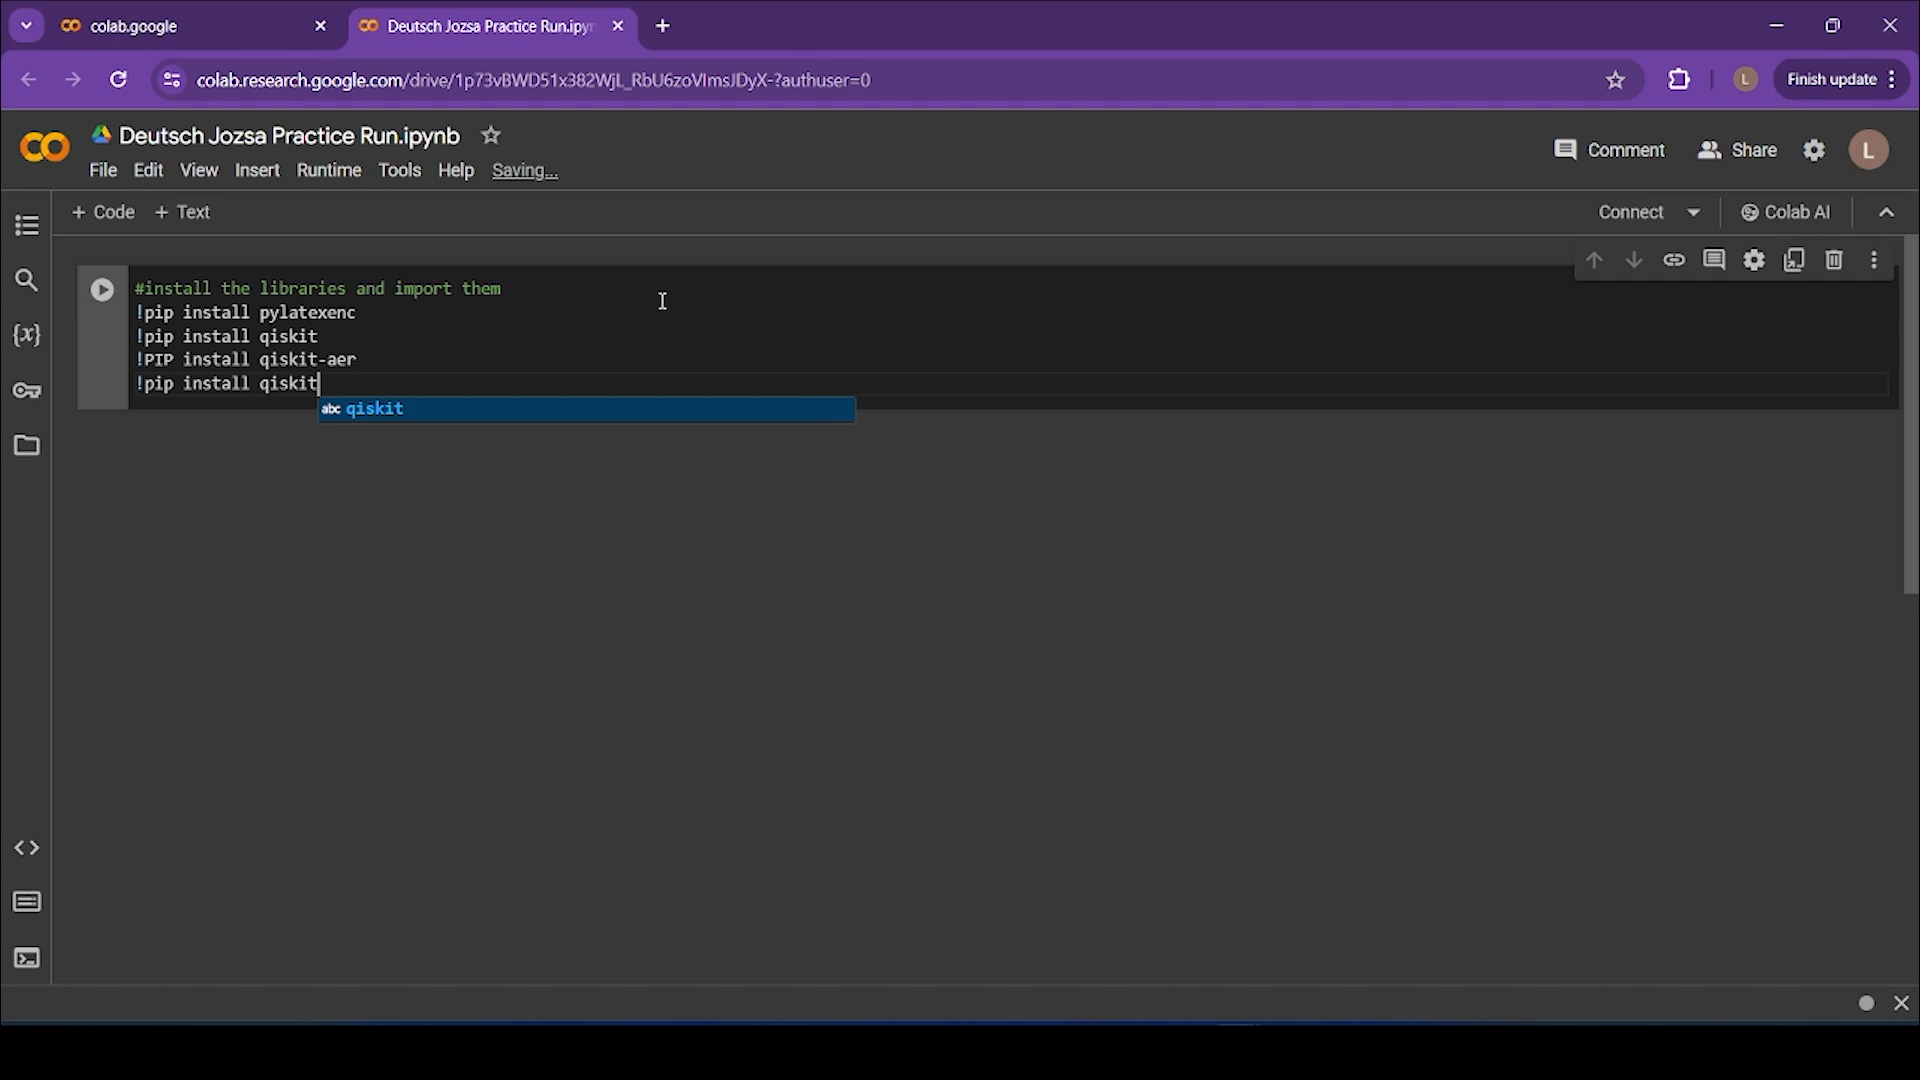 colab.google
Deutsch Jozsa Practice Run.ipyn
colab.research.google.com/drive/1p73vBWD51x382WjL_RbU6zoVImsJDyX-?authuser=0
L
Finish update
Deutsch Jozsa Practice Run.ipynb
File Edit View Insert Runtime Tools Help Saving...
Comment
Share
L
+ Code + Text
Connect
Colab AI
#install the libraries and import them
!pip install pylatexenc
!pip install qiskit
!PIP install qiskit-aer
!pip install qiskit
abc qiskit
{x}